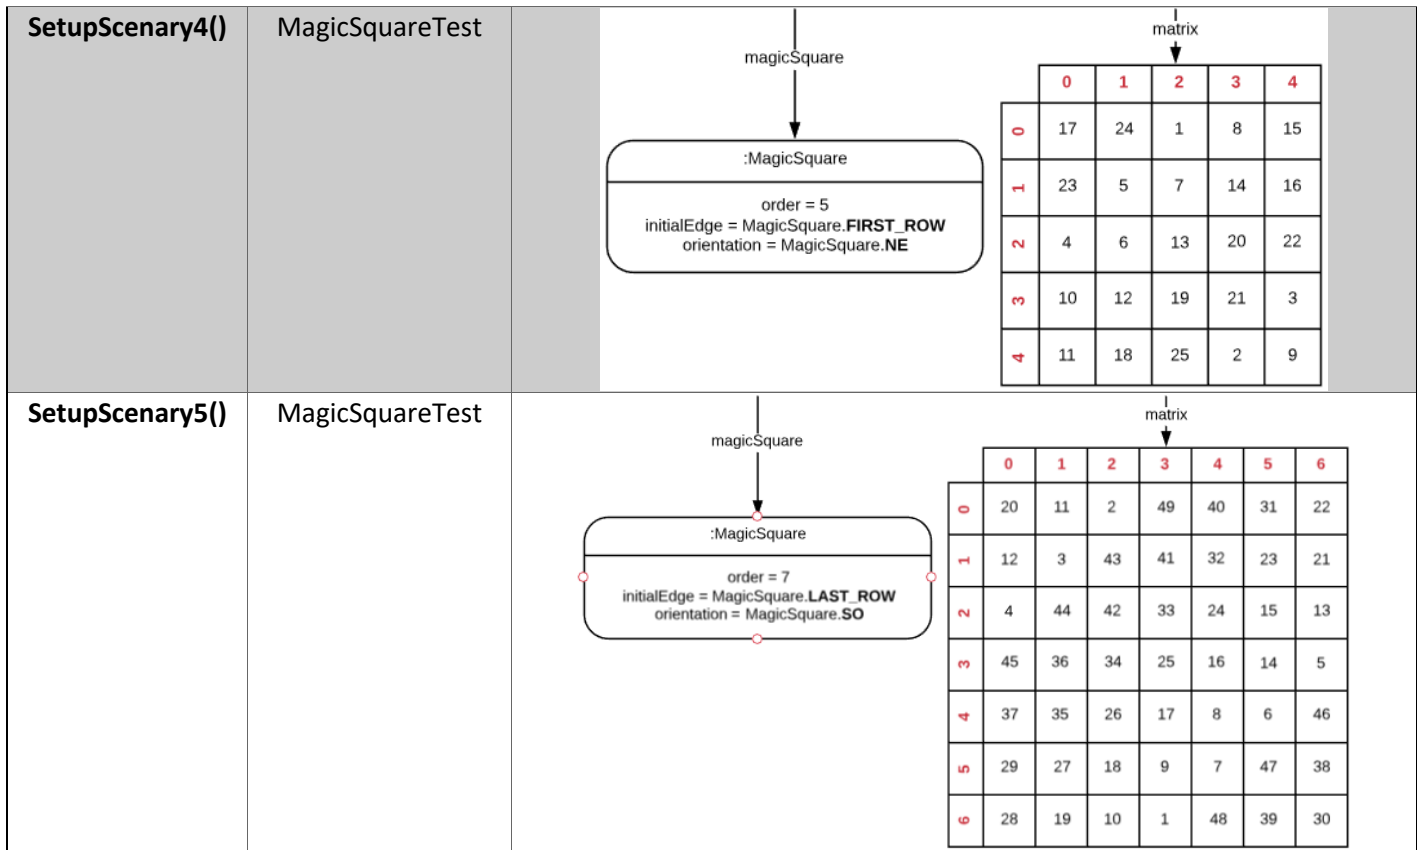 SetupScenary4() MagicSquareTest
magicSquare
:MagicSquare
order = 5
initialEdge = MagicSquare.FIRST_ROW
orientation = MagicSquare.NE
matrix
0 1 2 3 4
0 17 24 1 8 15
1 23 5 7 14 16
2 4 6 13 20 22
3 10 12 19 21 3
4 11 18 25 2 9
SetupScenary5() MagicSquareTest
magicSquare
:MagicSquare
order = 7
initialEdge = MagicSquare.LAST_ROW
orientation = MagicSquare.SO
matrix
0 1 2 3 4 5 6
0 20 11 2 49 40 31 22
1 12 3 43 41 32 23 21
2 4 44 42 33 24 15 13
3 45 36 34 25 16 14 5
4 37 35 26 17 8 6 46
5 29 27 18 9 7 47 38
6 28 19 10 1 48 39 30